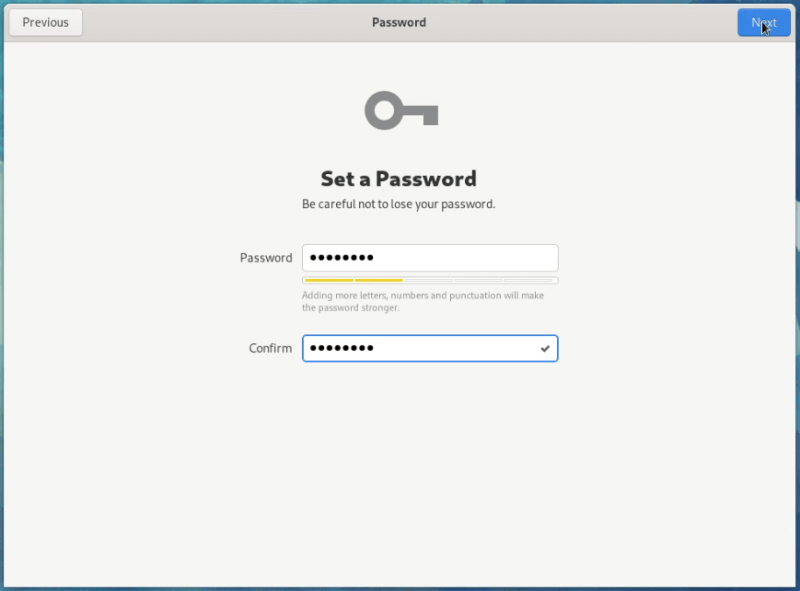 Previous
Password
Next
Set a Password
Be careful not to lose your password.
Password
Adding more letters, numbers and punctuation will make
the password stronger.
Confirm